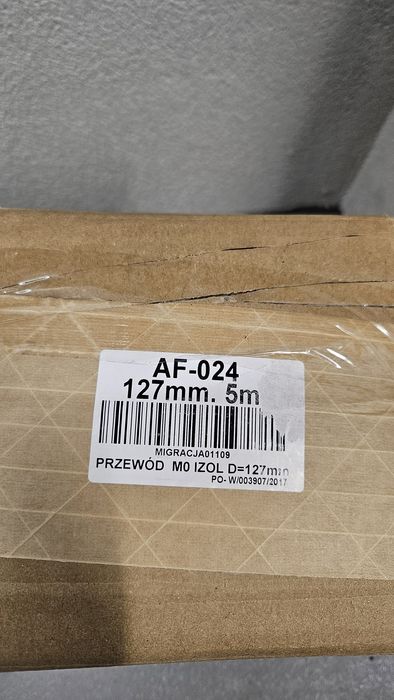 AF-024
127mm. 5m
MIGRACJA01109
PRZEWÓD M0 IZOL D=127mm
PO- W/003907/2017